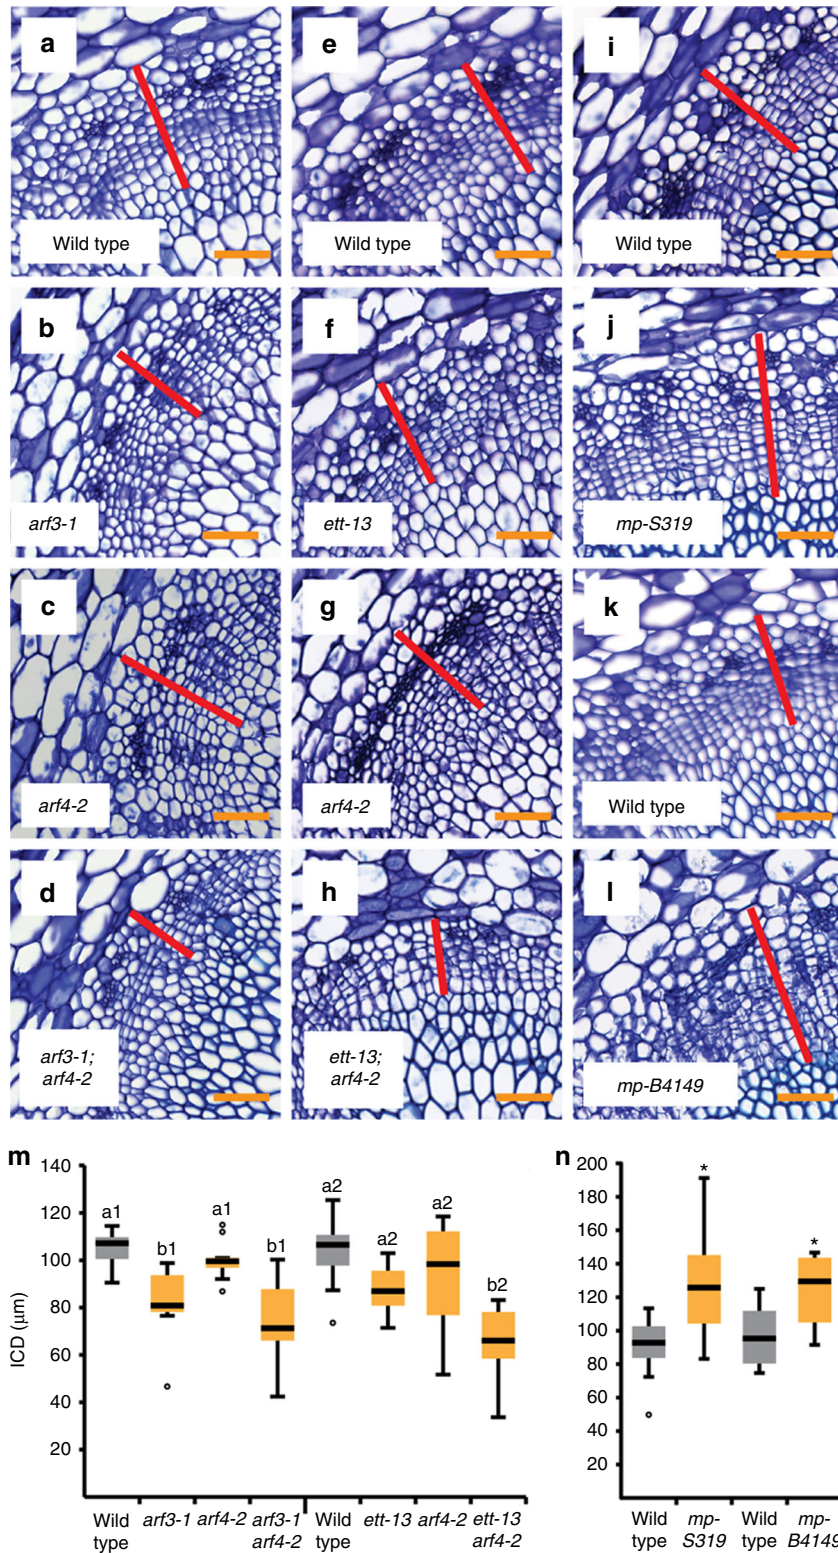 a
Wild type
e
Wild type
i
Wild type
b
arf3-1
f
ett-13
j
mp-S319
c
arf4-2
g
arf4-2
k
Wild type
d
arf3-1;
arf4-2
h
ett-13;
arf4-2
l
mp-B4149
m
ICD (μm)
140
120
100
80
60
40
20
a1
b1
a1
b1
a2
a2
a2
b2
Wild
type
arf3-1
arf4-2
arf3-1
arf4-2
Wild
type
ett-13
arf4-2
ett-13
arf4-2
n
200
180
160
140
120
100
80
60
40
20
*
*
Wild
type
mp-
S319
Wild
type
mp-
B4149